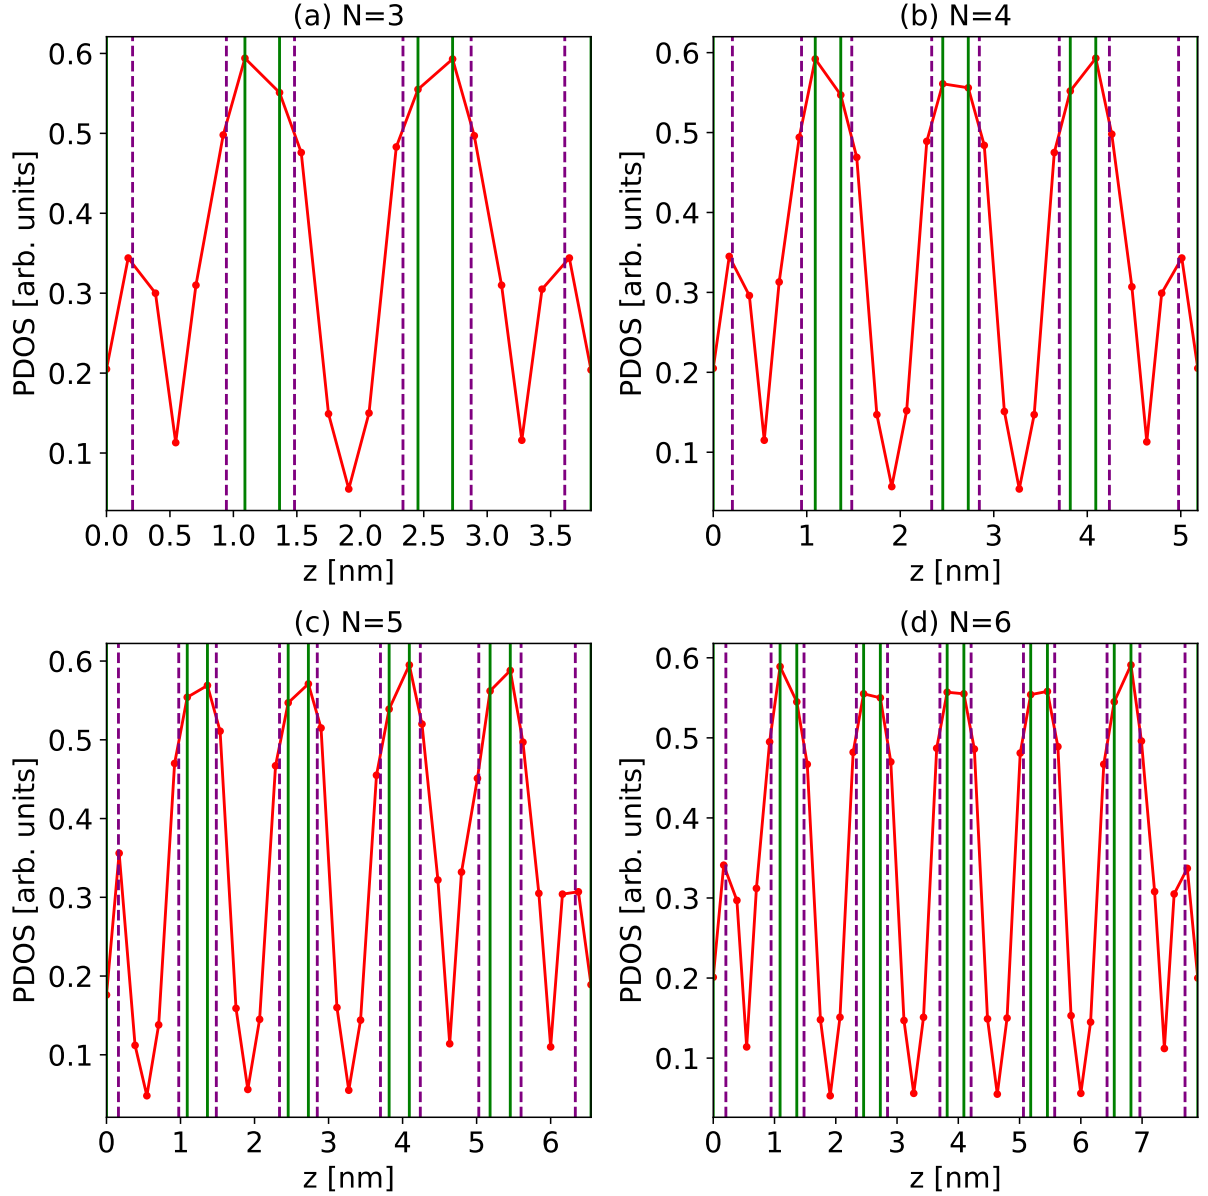 (a) N=3
PDOS [arb. units]
0.6
0.5
0.4
0.3
0.2
0.1
0.0 0.5 1.0 1.5 2.0 2.5 3.0 3.5
z [nm]
(b) N=4
PDOS [arb. units]
0.6
0.5
0.4
0.3
0.2
0.1
0 1 2 3 4 5
z [nm]
(c) N=5
PDOS [arb. units]
0.6
0.5
0.4
0.3
0.2
0.1
0 1 2 3 4 5 6
z [nm]
(d) N=6
PDOS [arb. units]
0.6
0.5
0.4
0.3
0.2
0.1
0 1 2 3 4 5 6 7
z [nm]